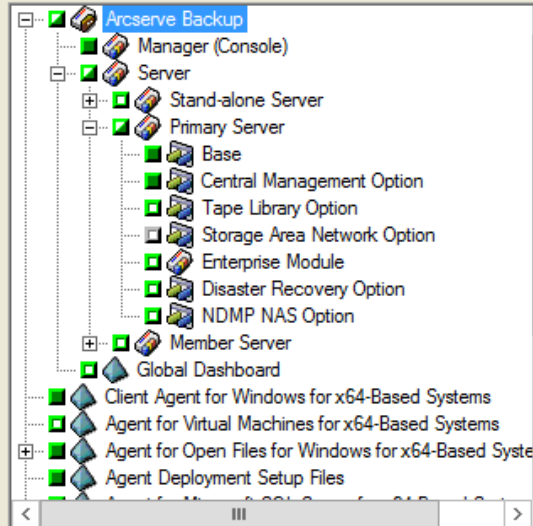 Arcserve Backup
Manager (Console)
Server
Stand-alone Server
Primary Server
Base
Central Management Option
Tape Library Option
Storage Area Network Option
Enterprise Module
Disaster Recovery Option
NDMP NAS Option
Member Server
Global Dashboard
Client Agent for Windows for x64-Based Systems
Agent for Virtual Machines for x64-Based Systems
Agent for Open Files for Windows for x64-Based Syste
Agent Deployment Setup Files